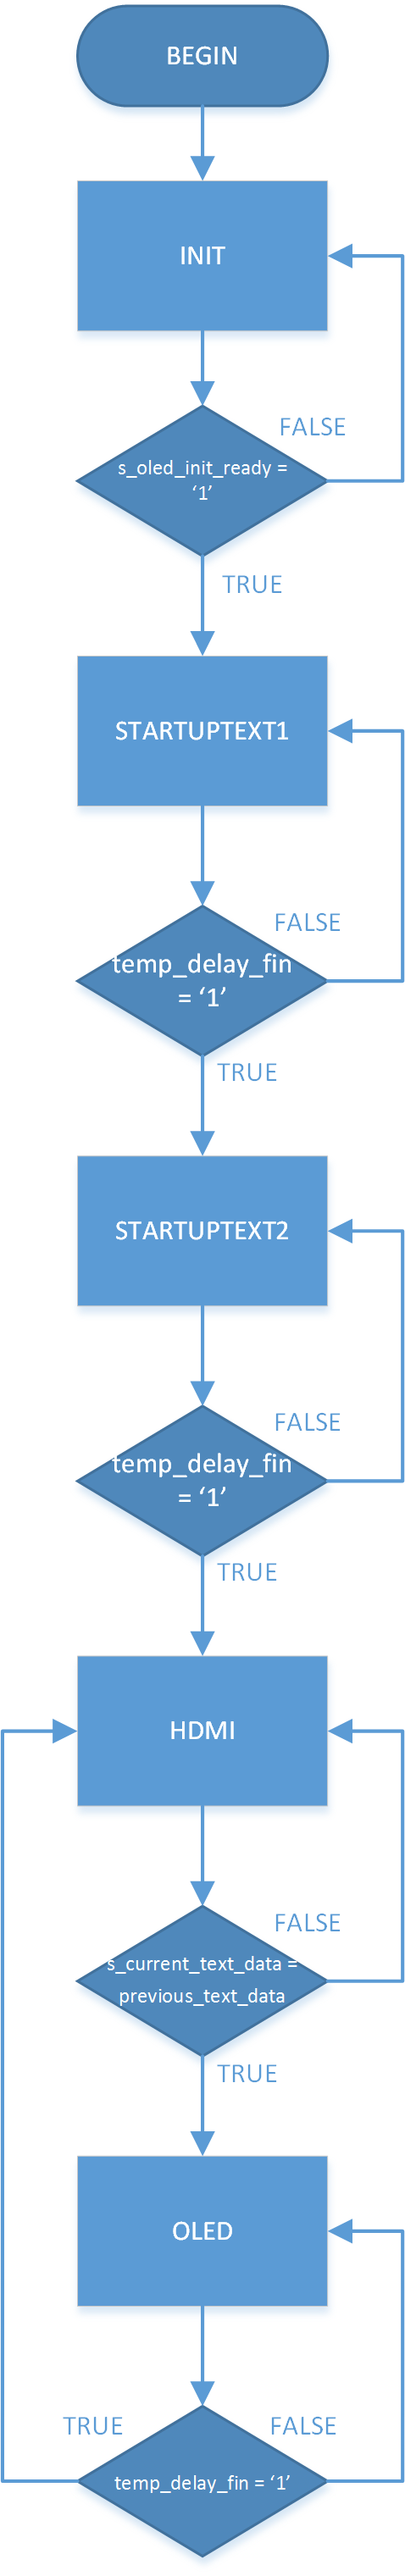 BEGIN
INIT
FALSE
s_oled_init_ready =
‘1’
TRUE
STARTUPTEXT1
FALSE
temp_delay_fin
= ‘1’
TRUE
STARTUPTEXT2
FALSE
temp_delay_fin
= ‘1’
TRUE
HDMI
FALSE
s_current_text_data =
previous_text_data
TRUE
OLED
TRUE
FALSE
temp_delay_fin = ‘1’